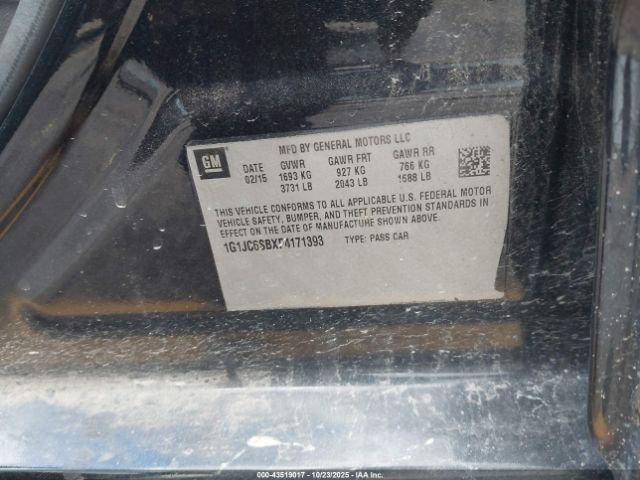 GM
MFD BY GENERAL MOTORS LLC
DATE GVWR GAWR FRT GAWR RR
02/15 1693 KG 927 KG 766 KG
3731 LB 2043 LB 1688 LB
THIS VEHICLE CONFORMS TO ALL APPLICABLE U.S. FEDERAL MOTOR
VEHICLE SAFETY, BUMPER, AND THEFT PREVENTION STANDARDS IN
EFFECT ON THE DATE OF MANUFACTURE SHOWN ABOVE.
1G1JC6SBXF4171393 TYPE: PASS CAR
00-43519017 - 10/23/2025 - Copyright © IAA, Inc.